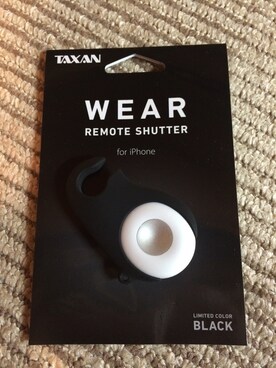 TAXAN
WEAR
REMOTE SHUTTER
for iPhone
LIMITED COLOR
BLACK